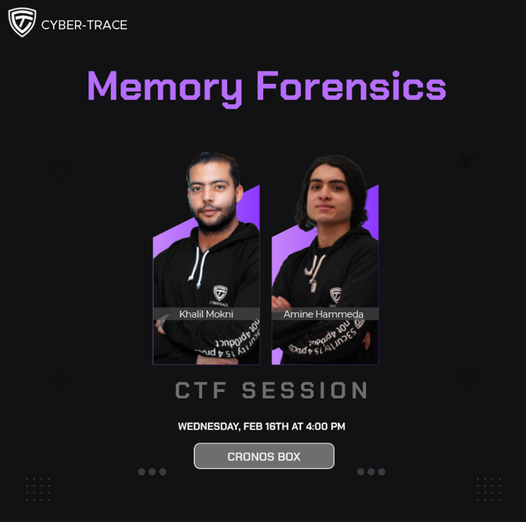 CYBER-TRACE
Memory Forensics
CYBERTRACE
Khalil Mokni
Amine Hammeda
CTF SESSION
WEDNESDAY, FEB 16TH AT 4:00 PM
CRONOS BOX